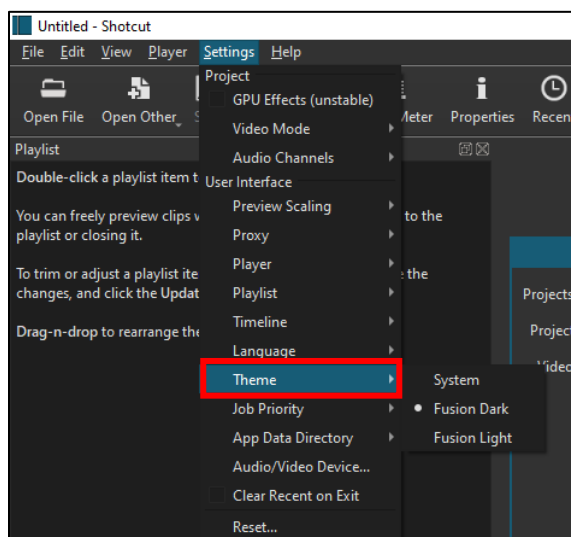 Untitled - Shotcut
File Edit View Player Settings Help
Open File Open Other Meter Properties Recen
Project
GPU Effects (unstable)
Video Mode
Audio Channels
User Interface
Preview Scaling
Proxy
Player
Playlist
Timeline
Language
Theme
Job Priority
App Data Directory
Audio/Video Device...
Clear Recent on Exit
Reset...
System
Fusion Dark
Fusion Light
Playlist
Double-click a playlist item t
You can freely preview clips to the
playlist or closing it.
To trim or adjust a playlist ite the
changes, and click the Updat
Drag-n-drop to rearrange the
Projects
Project
Video